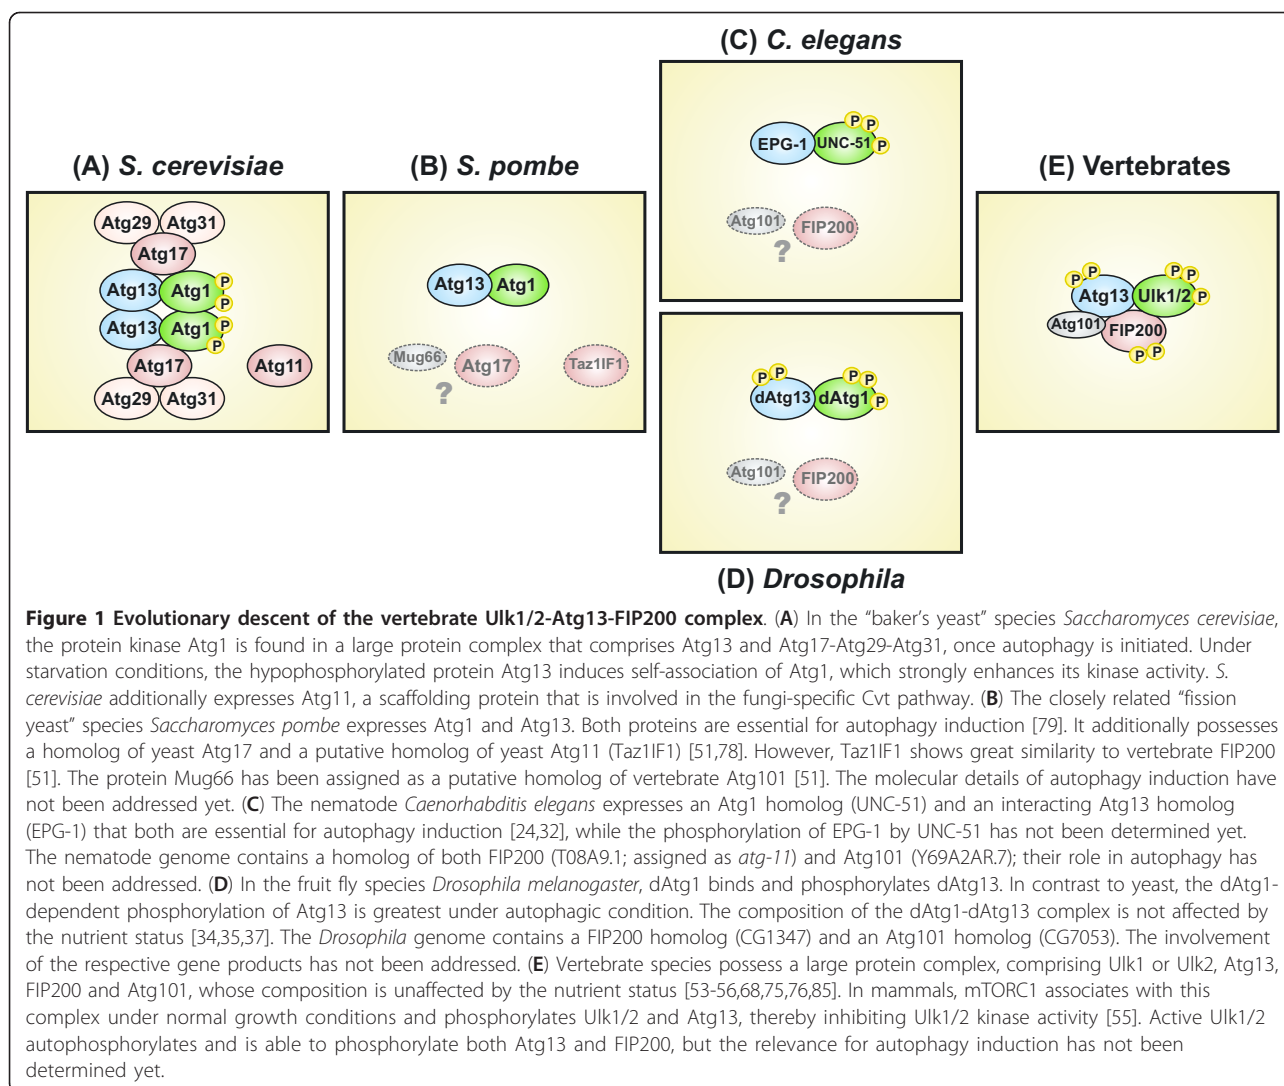 (C) C. elegans
EPG-1 UNC-51 P P P
Atg101 FIP200
?
(A) S. cerevisiae
Atg29 Atg31
Atg17
Atg13 Atg1 P P
Atg13 Atg1 P P
Atg17 Atg11
Atg29 Atg31
(B) S. pombe
Atg13 Atg1
Mug66 Atg17 Taz1IF1
?
(E) Vertebrates
P P P P P
Atg13 Ulk1/2
Atg101 FIP200
P P
P P P P P
dAtg13 dAtg1
Atg101 FIP200
?
(D) Drosophila
Figure 1 Evolutionary descent of the vertebrate Ulk1/2-Atg13-FIP200 complex. (A) In the “baker’s yeast” species Saccharomyces cerevisiae,
the protein kinase Atg1 is found in a large protein complex that comprises Atg13 and Atg17-Atg29-Atg31, once autophagy is initiated. Under
starvation conditions, the hypophosphorylated protein Atg13 induces self-association of Atg1, which strongly enhances its kinase activity. S.
cerevisiae additionally expresses Atg11, a scaffolding protein that is involved in the fungi-specific Cvt pathway. (B) The closely related “fission
yeast” species Saccharomyces pombe expresses Atg1 and Atg13. Both proteins are essential for autophagy induction [79]. It additionally possesses
a homolog of yeast Atg17 and a putative homolog of yeast Atg11 (Taz1IF1) [51,78]. However, Taz1IF1 shows great similarity to vertebrate FIP200
[51]. The protein Mug66 has been assigned as a putative homolog of vertebrate Atg101 [51]. The molecular details of autophagy induction have
not been addressed yet. (C) The nematode Caenorhabditis elegans expresses an Atg1 homolog (UNC-51) and an interacting Atg13 homolog
(EPG-1) that both are essential for autophagy induction [24,32], while the phosphorylation of EPG-1 by UNC-51 has not been determined yet.
The nematode genome contains a homolog of both FIP200 (T08A9.1; assigned as atg-11) and Atg101 (Y69A2AR.7); their role in autophagy has
not been addressed. (D) In the fruit fly species Drosophila melanogaster, dAtg1 binds and phosphorylates dAtg13. In contrast to yeast, the dAtg1-
dependent phosphorylation of Atg13 is greatest under autophagic condition. The composition of the dAtg1-dAtg13 complex is not affected by
the nutrient status [34,35,37]. The Drosophila genome contains a FIP200 homolog (CG1347) and an Atg101 homolog (CG7053). The involvement
of the respective gene products has not been addressed. (E) Vertebrate species possess a large protein complex, comprising Ulk1 or Ulk2, Atg13,
FIP200 and Atg101, whose composition is unaffected by the nutrient status [53-56,68,75,76,85]. In mammals, mTORC1 associates with this
complex under normal growth conditions and phosphorylates Ulk1/2 and Atg13, thereby inhibiting Ulk1/2 kinase activity [55]. Active Ulk1/2
autophosphorylates and is able to phosphorylate both Atg13 and FIP200, but the relevance for autophagy induction has not been
determined yet.